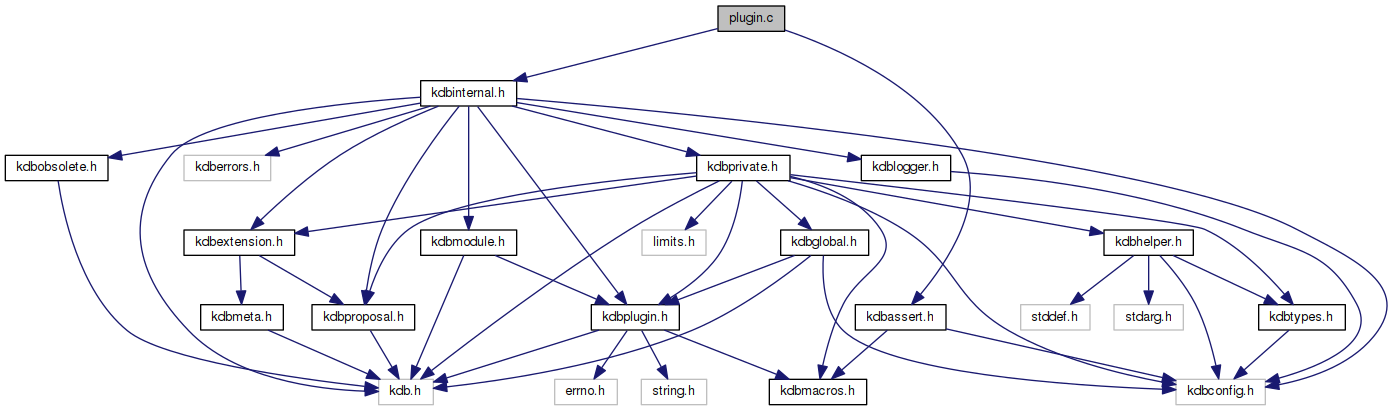 plugin.c
kdbinternal.h
kdbobsolete.h
kdberrors.h
kdbprivate.h
kdblogger.h
kdbextension.h
kdbmodule.h
limits.h
kdbglobal.h
kdbhelper.h
kdbmeta.h
kdbproposal.h
kdbplugin.h
kdbassert.h
stddef.h
stdarg.h
kdbtypes.h
kdb.h
errno.h
string.h
kdbmacros.h
kdbconfig.h